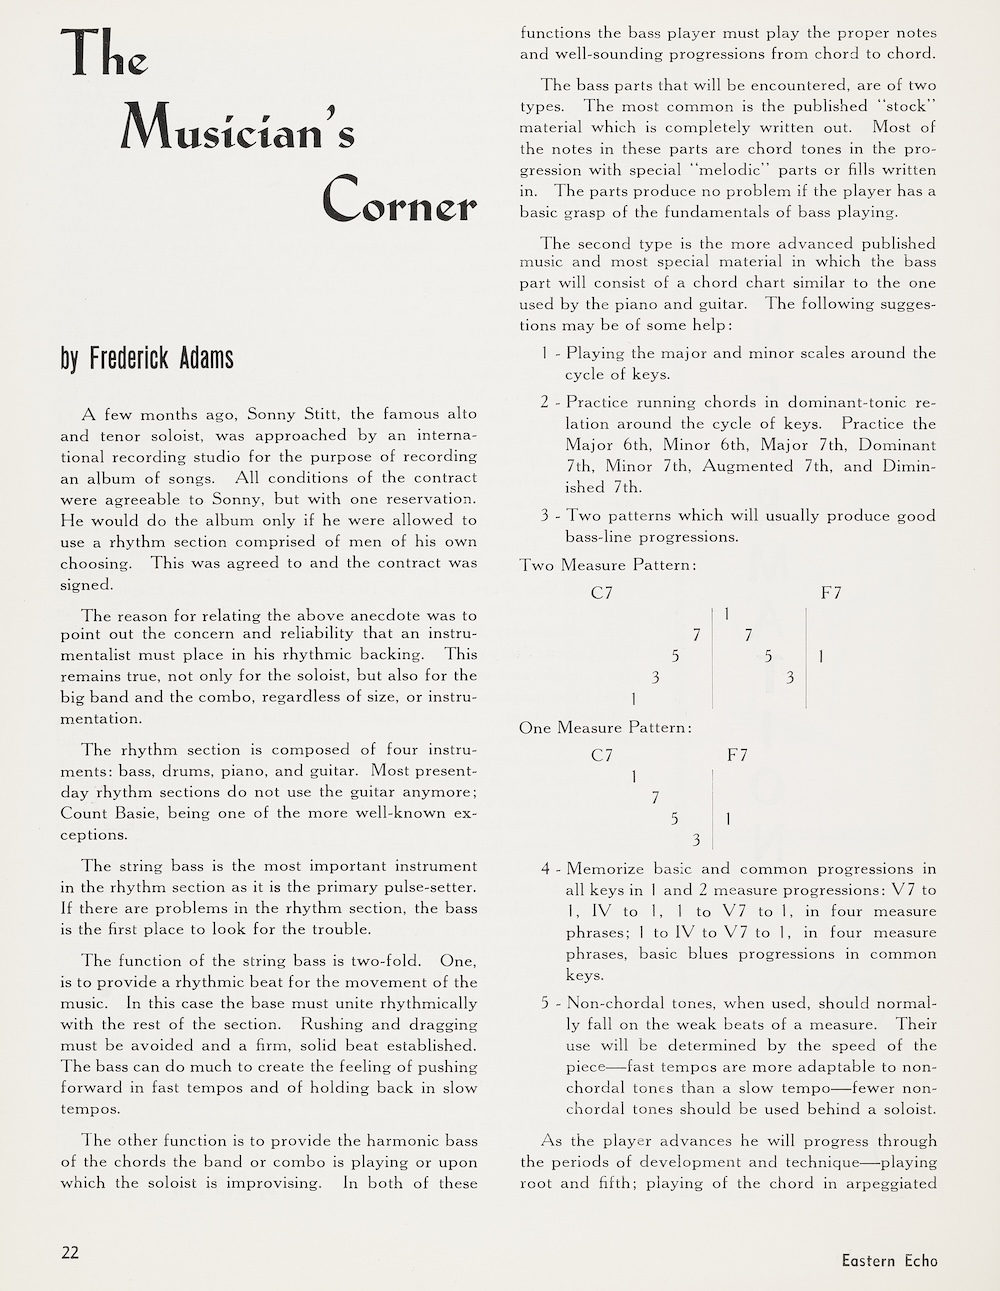 The
Musician's
Corner
by Frederick Adams
A few months ago, Sonny Stitt, the famous alto
and tenor soloist, was approached by an interna-
tional recording studio for the purpose of recording
an album of songs. All conditions of the contract
were agreeable to Sonny, but with one reservation.
He would do the album only if he were allowed to
use a rhythm section comprised of men of his own
choosing. This was agreed to and the contract was
signed.
The reason for relating the above anecdote was to
point out the concern and reliability that an instru-
mentalist must place in his rhythmic backing. This
remains true, not only for the soloist, but also for the
big band and the combo, regardless of size, or instru-
mentation.
The rhythm section is composed of four instru-
ments: bass, drums, piano, and guitar. Most present-
day rhythm sections do not use the guitar anymore;
Count Basie, being one of the more well-known ex-
ceptions.
The string bass is the most important instrument
in the rhythm section as it is the primary pulse-setter.
If there are problems in the rhythm section, the bass
is the first place to look for the trouble.
The function of the string bass is two-fold. One,
is to provide a rhythmic beat for the movement of the
music. In this case the base must unite rhythmically
with the rest of the section. Rushing and dragging
must be avoided and a firm, solid beat established.
The bass can do much to create the feeling of pushing
forward in fast tempos and of holding back in slow
tempos.
The other function is to provide the harmonic bass
of the chords the band or combo is playing or upon
which the soloist is improvising. In both of these
functions the bass player must play the proper notes
and well-sounding progressions from chord to chord.
The bass parts that will be encountered, are of two
types. The most common is the published "stock"
material which is completely written out. Most of
the notes in these parts are chord tones in the pro-
gression with special "melodic" parts or fills written
in. The parts produce no problem if the player has a
basic grasp of the fundamentals of bass playing.
The second type is the more advanced published
music and most special material in which the bass
part will consist of a chord chart similar to the one
used by the piano and guitar. The following sugges-
tions may be of some help:
1 - Playing the major and minor scales around the
cycle of keys.
2 - Practice running chords in dominant-tonic re-
lation around the cycle of keys. Practice the
Major 6th, Minor 6th, Major 7th, Dominant
7th, Minor 7th, Augmented 7th, and Dimin-
ished 7th.
3 - Two patterns which will usually produce good
bass-line progressions.
Two Measure Pattern:
C7 F7
1
7 7
5 5 1
3 3
1
One Measure Pattern:
C7 F7
1
7
5 1
3
4 - Memorize basic and common progressions in
all keys in 1 and 2 measure progressions: V7 to
1, IV to 1, 1 to V7 to 1, in four measure
phrases; 1 to IV to V7 to 1, in four measure
phrases, basic blues progressions in common
keys.
5 - Non-chordal tones, when used, should normal-
ly fall on the weak beats of a measure. Their
use will be determined by the speed of the
piece—fast tempos are more adaptable to non-
chordal tones than a slow tempo—fewer non-
chordal tones should be used behind a soloist.
As the player advances he will progress through
the periods of development and technique—playing
root and fifth; playing of the chord in arpeggiated
22
Eastern Echo